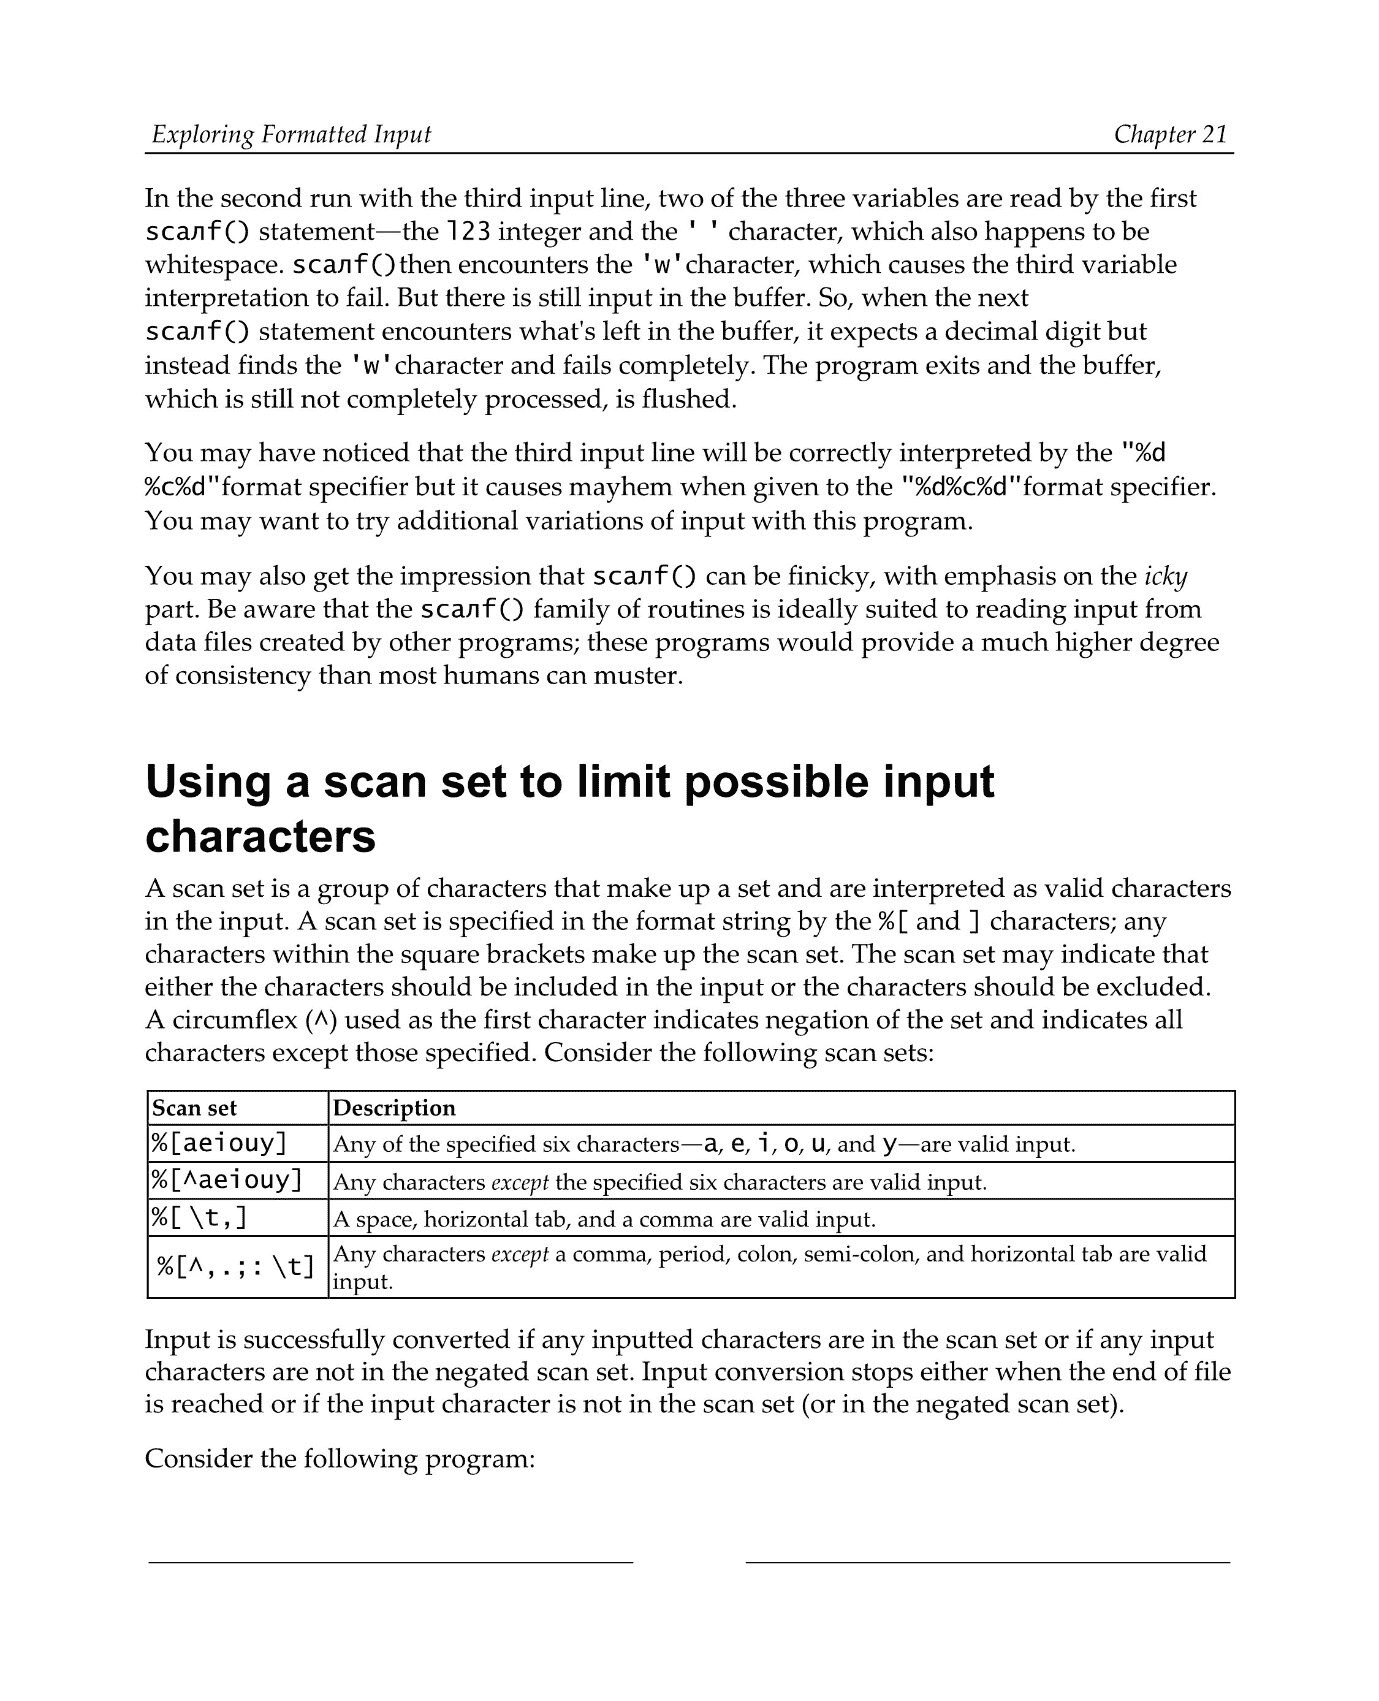 Exploring Formatted Input Chapter 21
In the second run with the third input line, two of the three variables are read by the first
scanf() statement—the 123 integer and the ' ' character, which also happens to be
whitespace. scanf()then encounters the 'w'character, which causes the third variable
interpretation to fail. But there is still input in the buffer. So, when the next
scanf() statement encounters what's left in the buffer, it expects a decimal digit but
instead finds the 'w'character and fails completely. The program exits and the buffer,
which is still not completely processed, is flushed.
You may have noticed that the third input line will be correctly interpreted by the "%d
%c%d"format specifier but it causes mayhem when given to the "%d%c%d"format specifier.
You may want to try additional variations of input with this program.
You may also get the impression that scanf() can be finicky, with emphasis on the icky
part. Be aware that the scanf() family of routines is ideally suited to reading input from
data files created by other programs; these programs would provide a much higher degree
of consistency than most humans can muster.
Using a scan set to limit possible input
characters
A scan set is a group of characters that make up a set and are interpreted as valid characters
in the input. A scan set is specified in the format string by the %[ and ] characters; any
characters within the square brackets make up the scan set. The scan set may indicate that
either the characters should be included in the input or the characters should be excluded.
A circumflex (^) used as the first character indicates negation of the set and indicates all
characters except those specified. Consider the following scan sets:
Scan set Description
%[aeiouy] Any of the specified six characters—a, e, i, o, u, and y—are valid input.
%[^aeiouy] Any characters except the specified six characters are valid input.
%[ \t,] A space, horizontal tab, and a comma are valid input.
%[^,.;: \t] Any characters except a comma, period, colon, semi-colon, and horizontal tab are valid
input.
Input is successfully converted if any inputted characters are in the scan set or if any input
characters are not in the negated scan set. Input conversion stops either when the end of file
is reached or if the input character is not in the scan set (or in the negated scan set).
Consider the following program: